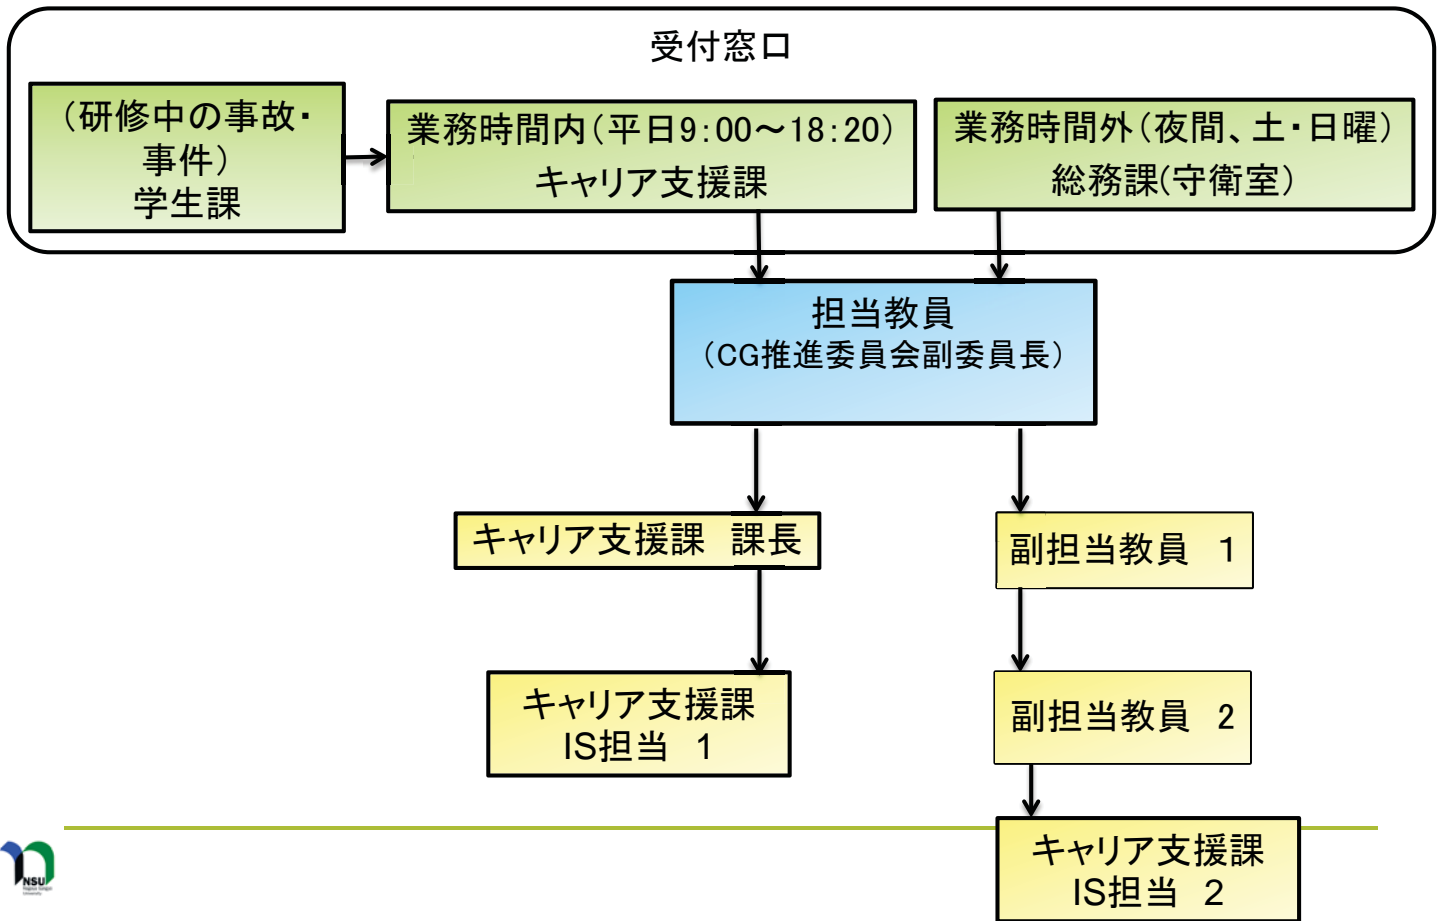 受付窓口
（研修中の事故・
事件）
学生課
業務時間内（平日9：00～18：20）
キャリア支援課
業務時間外（夜間、土・日曜）
総務課(守衛室）
担当教員
（CG推進委員会副委員長）
キャリア支援課　課長
副担当教員　1
キャリア支援課
IS担当　1
副担当教員　2
キャリア支援課
IS担当　2
NSU